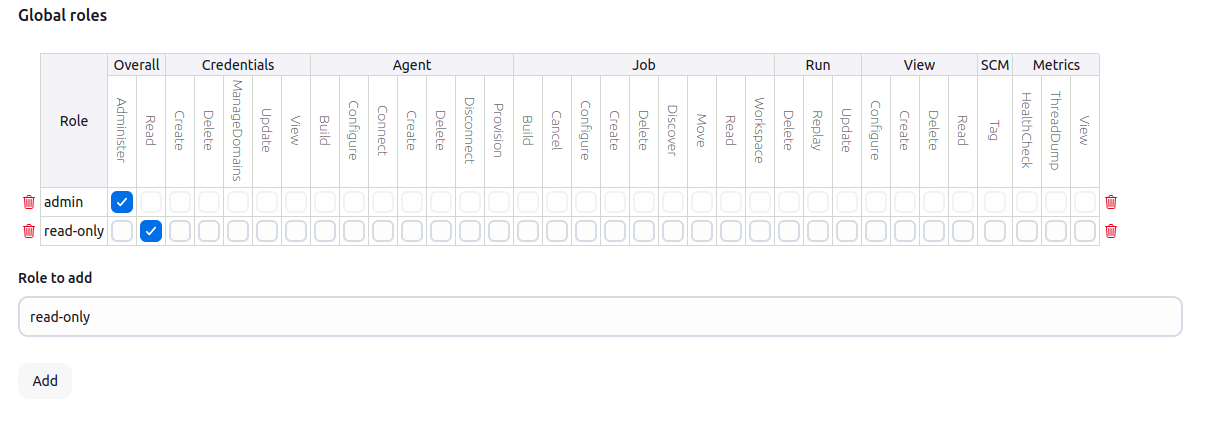 Global roles
Role
Overall Credentials Agent Job Run View SCM Metrics
Administer Read Create Delete ManageDomains Update View Build Configure Connect Create Delete Disconnect Provision Build Cancel Configure Create Delete Discover Move Read Workspace Delete Replay Update Configure Create Delete Read Tag HealthCheck ThreadDump View
admin
read-only
Role to add
read-only
Add